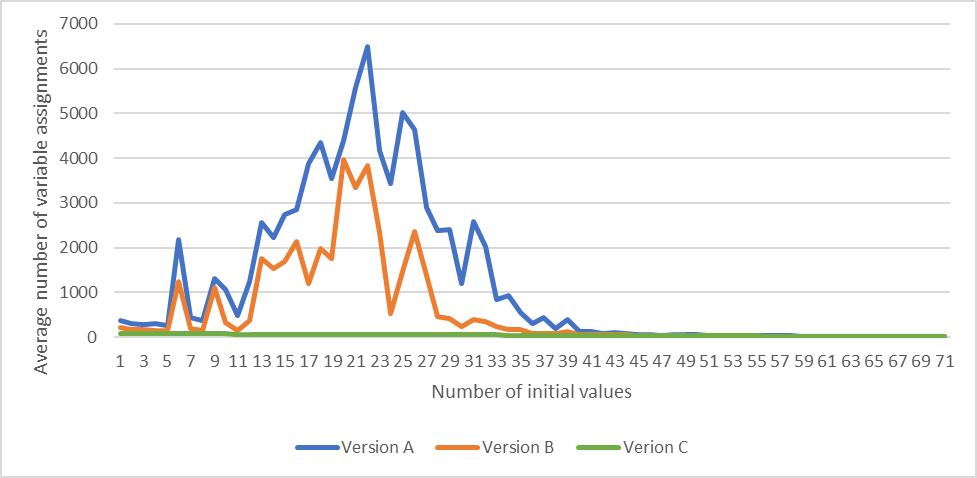 7000
6000
5000
4000
3000
2000
1000
0
Average number of variable assignments
1 3 5 7 9 11 13 15 17 19 21 23 25 27 29 31 33 35 37 39 41 43 45 47 49 51 53 55 57 59 61 63 65 67 69 71
Number of initial values
Version A Version B Verion C